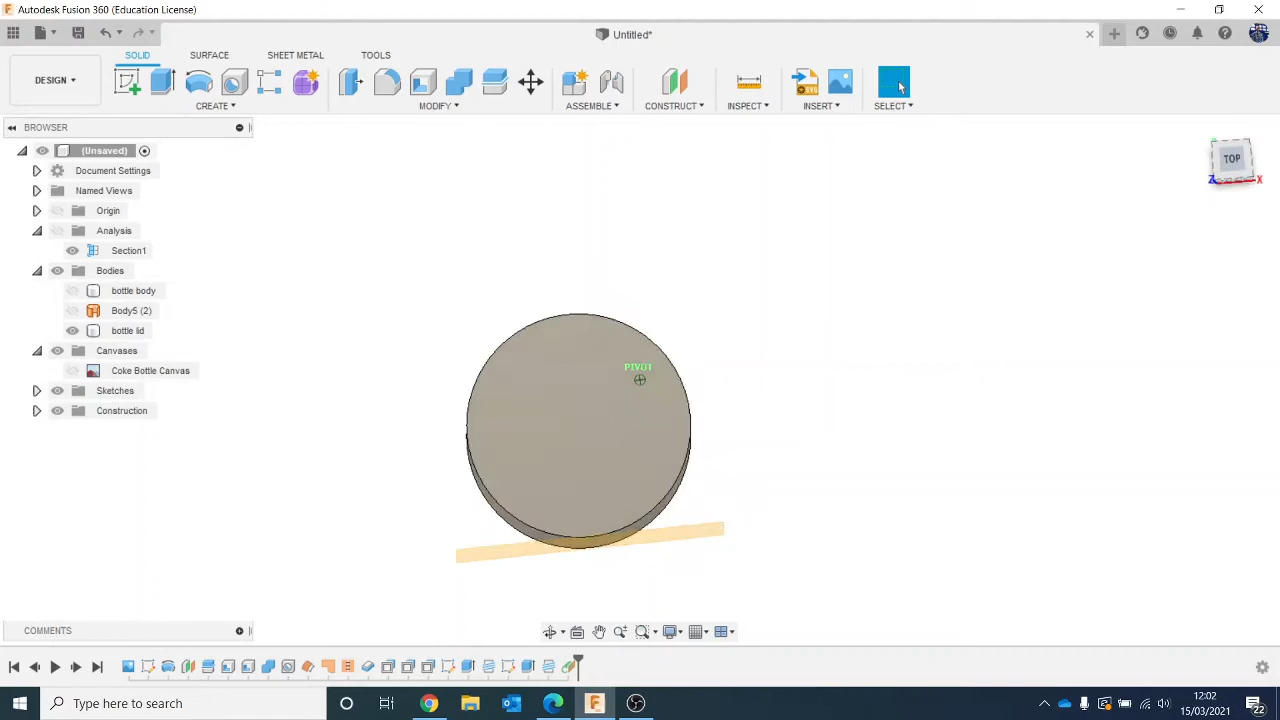 Autodesk Fusion 360 (Education License)
Untitled*
SOLID SURFACE SHEET METAL TOOLS
DESIGN
CREATE MODIFY ASSEMBLE CONSTRUCT INSPECT INSERT SELECT
BROWSER
(Unsaved)
Document Settings
Named Views
Origin
Analysis
Section1
Bodies
bottle body
Body5 (2)
bottle lid
Canvases
Coke Bottle Canvas
Sketches
Construction
TOP
Z X
PIVOT
COMMENTS
Type here to search
12:02
15/03/2021
22